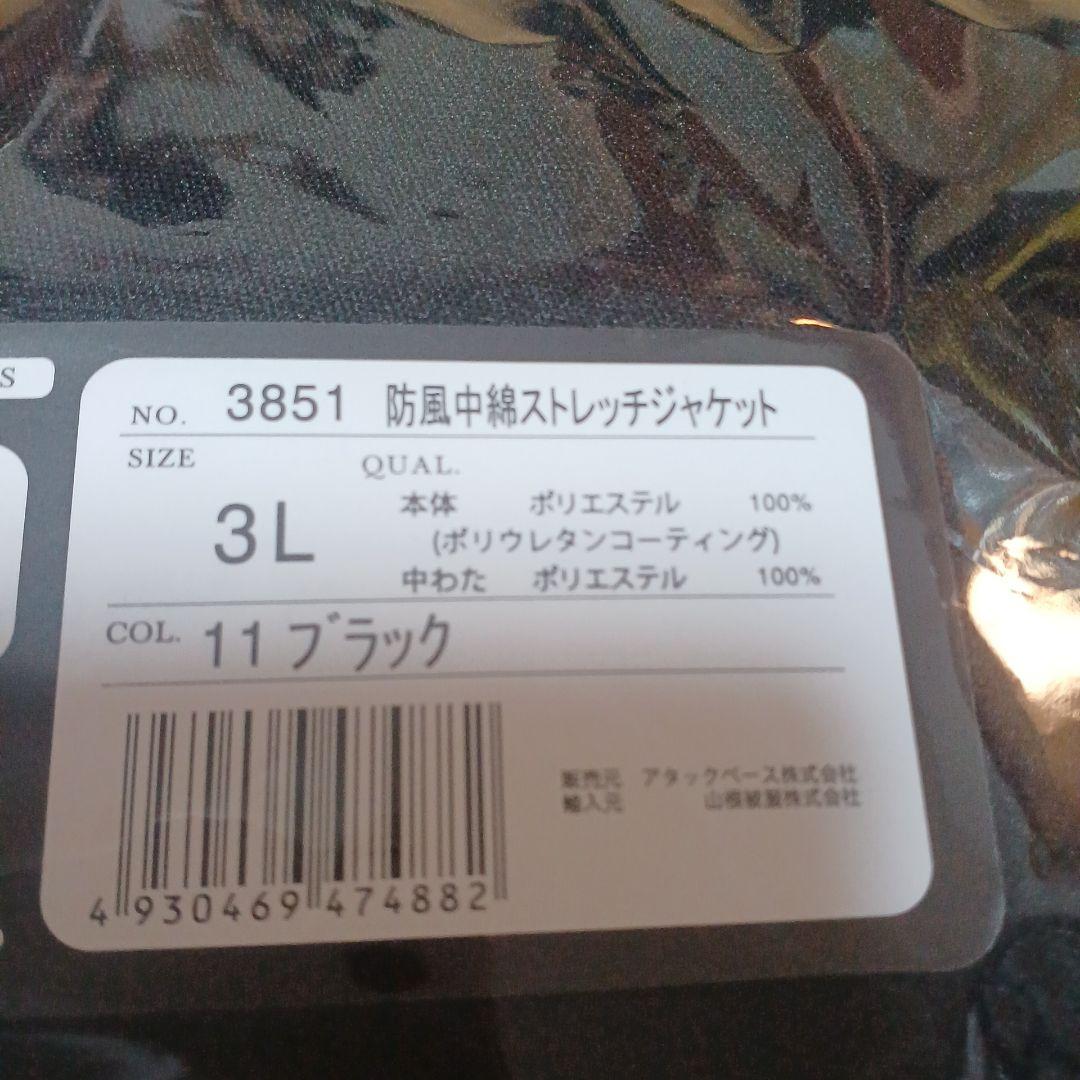 S
NO. 3851 防風中綿ストレッチジャケット
SIZE QUAL.
3L
本体 ポリエステル 100%
(ポリウレタンコーティング)
中わた ポリエステル 100%
COL. 11 ブラック
販売元 アタックベース株式会社
輸入元 山根被服株式会社
4 930469 474882